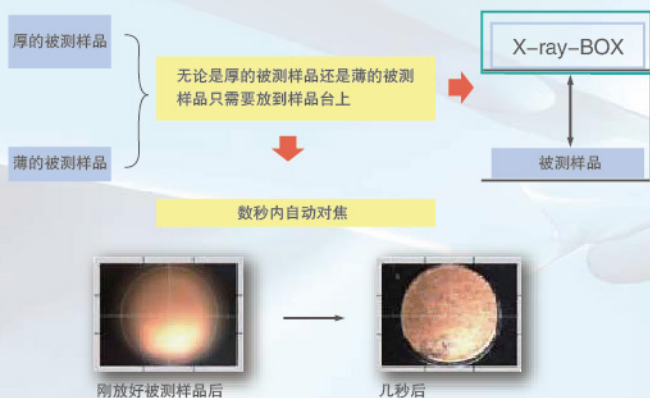 厚的被测样品
薄的被测样品
无论是厚的被测样品还是薄的被测
样品只需要放到样品台上
X-ray-BOX
被测样品
数秒内自动对焦
刚放好被测样品后
几秒后